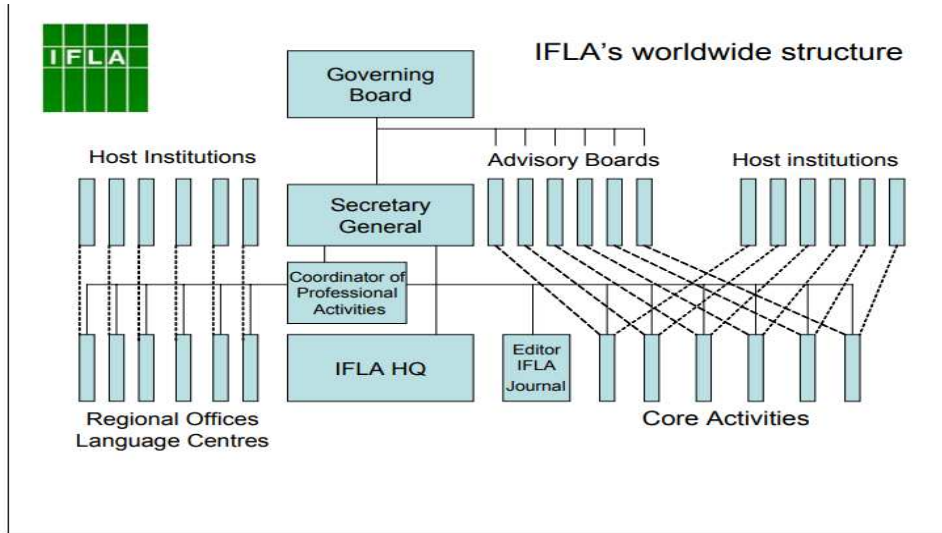 IFLA
IFLA's worldwide structure
Governing
Board
Host Institutions
Advisory Boards
Host institutions
Secretary
General
Coordinator of
Professional
Activities
IFLA HQ
Editor
IFLA
Journal
Regional Offices
Language Centres
Core Activities